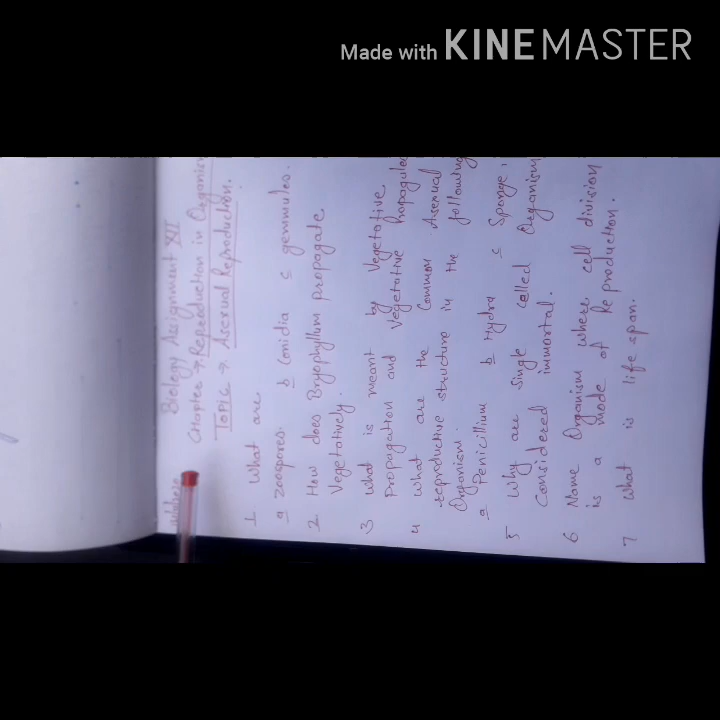 Made with KINEMASTER
Biology Assignment XII
Chapter → Reproduction in Organism
Topic → Asexual Reproduction.
1 What are
a Zoospores. b Conidia c gemmules.
2 How does Bryophyllum propagate
Vegetatively.
3 What is meant by Vegetative
Propagation and Vegetative Propagules
4 What are the Common Asexual
reproductive structure in the following
Organism.
a Penicillium b Hydra c Sponge
5 Why are Single celled Organism
Considered immortal.
6 Name Organism where cell division
is a mode of Reproduction.
7 What is life span.